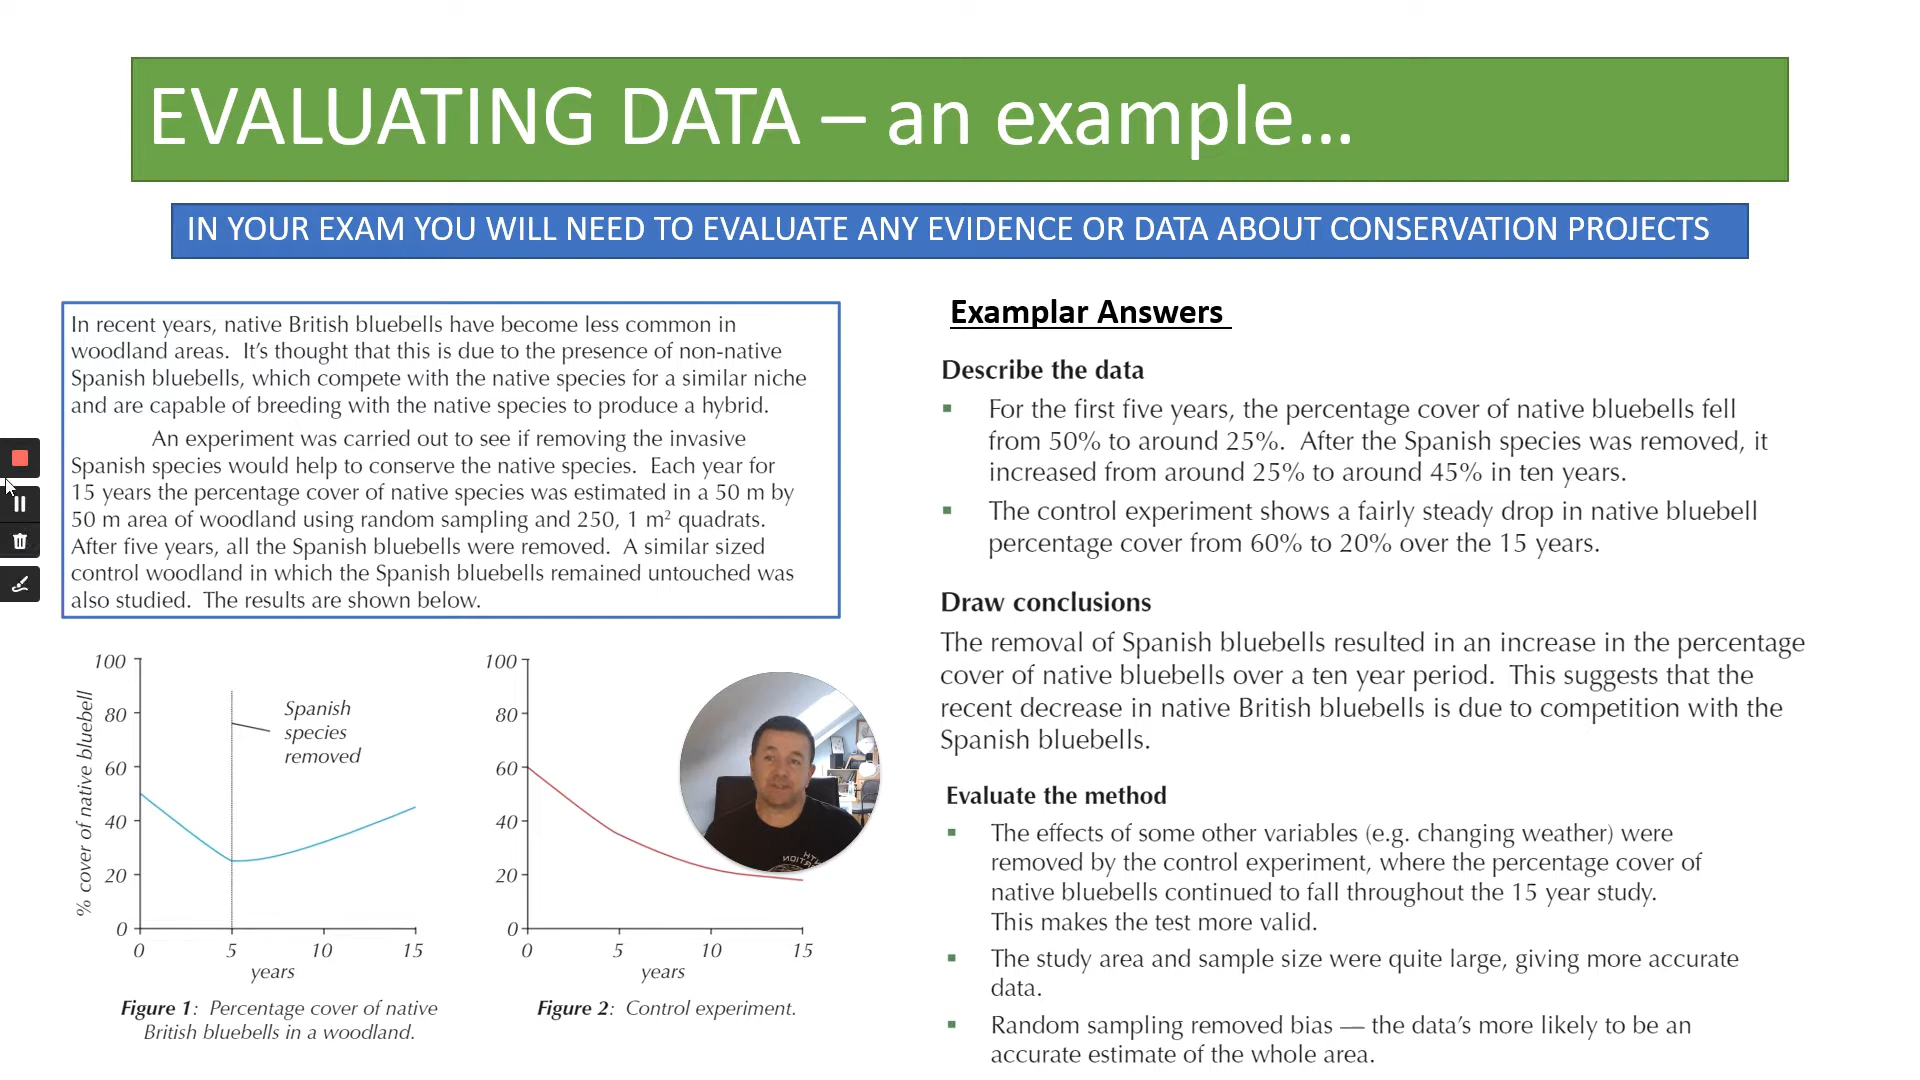 EVALUATING DATA – an example...
IN YOUR EXAM YOU WILL NEED TO EVALUATE ANY EVIDENCE OR DATA ABOUT CONSERVATION PROJECTS
In recent years, native British bluebells have become less common in
woodland areas. It's thought that this is due to the presence of non-native
Spanish bluebells, which compete with the native species for a similar niche
and are capable of breeding with the native species to produce a hybrid.
An experiment was carried out to see if removing the invasive
Spanish species would help to conserve the native species. Each year for
15 years the percentage cover of native species was estimated in a 50 m by
50 m area of woodland using random sampling and 250, 1 m² quadrats.
After five years, all the Spanish bluebells were removed. A similar sized
control woodland in which the Spanish bluebells remained untouched was
also studied. The results are shown below.
% cover of native bluebell
100
80
60
40
20
0
0 5 10 15
years
Spanish
species
removed
Figure 1: Percentage cover of native
British bluebells in a woodland.
100
80
60
40
20
0
0 5 10 15
years
Figure 2: Control experiment.
Examplar Answers
Describe the data
▪ For the first five years, the percentage cover of native bluebells fell
from 50% to around 25%. After the Spanish species was removed, it
increased from around 25% to around 45% in ten years.
▪ The control experiment shows a fairly steady drop in native bluebell
percentage cover from 60% to 20% over the 15 years.
Draw conclusions
The removal of Spanish bluebells resulted in an increase in the percentage
cover of native bluebells over a ten year period. This suggests that the
recent decrease in native British bluebells is due to competition with the
Spanish bluebells.
Evaluate the method
▪ The effects of some other variables (e.g. changing weather) were
removed by the control experiment, where the percentage cover of
native bluebells continued to fall throughout the 15 year study.
This makes the test more valid.
▪ The study area and sample size were quite large, giving more accurate
data.
▪ Random sampling removed bias — the data's more likely to be an
accurate estimate of the whole area.